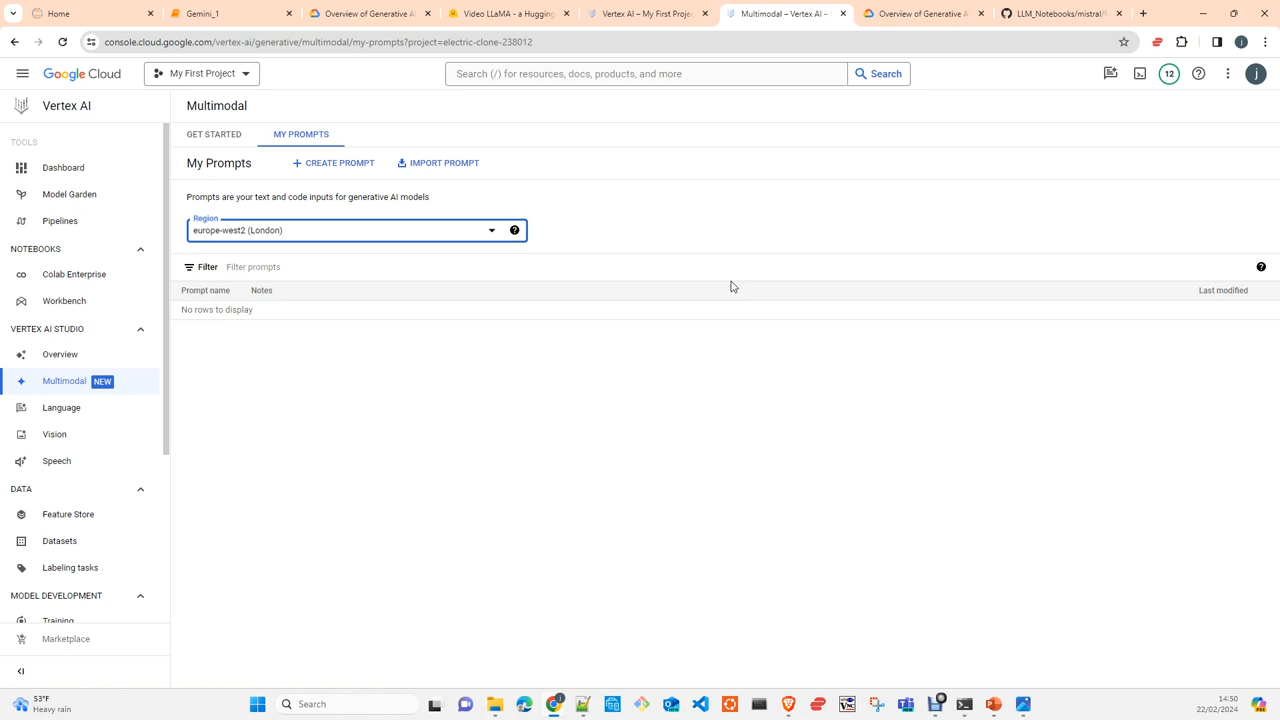 Home
Gemini_1
Overview of Generative AI
Video LLaMA - a Hugging
Vertex AI – My First Projec
Multimodal – Vertex AI –
Overview of Generative AI
LLM_Notebooks/mistral/
console.cloud.google.com/vertex-ai/generative/multimodal/my-prompts?project=electric-clone-238012
j
Google Cloud
My First Project
Search (/) for resources, docs, products, and more
Search
12
j
Vertex AI
Multimodal
TOOLS
GET STARTED
MY PROMPTS
Dashboard
My Prompts
CREATE PROMPT
IMPORT PROMPT
Model Garden
Prompts are your text and code inputs for generative AI models
Pipelines
Region
europe-west2 (London)
NOTEBOOKS
Colab Enterprise
Filter
Filter prompts
Workbench
Prompt name
Notes
Last modified
No rows to display
VERTEX AI STUDIO
Overview
Multimodal NEW
Language
Vision
Speech
DATA
Feature Store
Datasets
Labeling tasks
MODEL DEVELOPMENT
Training
Marketplace
53°F
Heavy rain
Search
14:50
22/02/2024